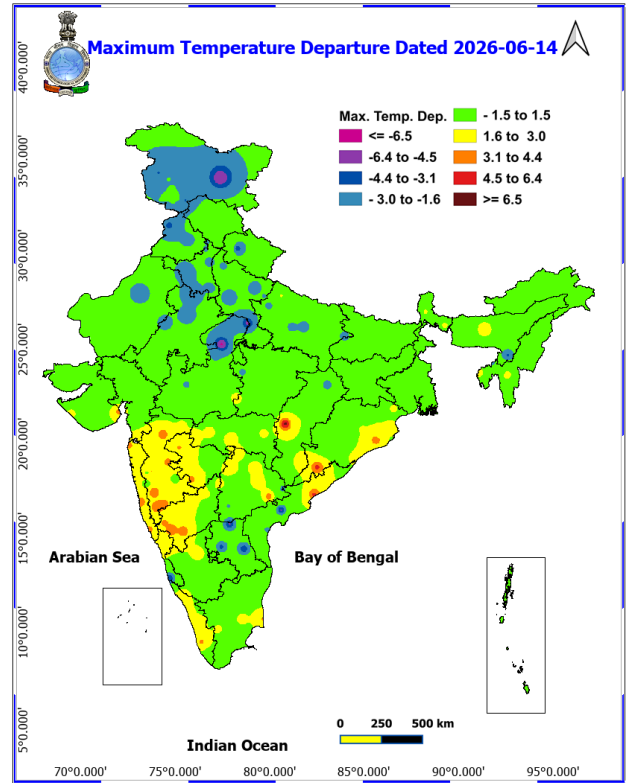 Maximum Temperature Departure Dated 2026-06-14
Max. Temp. Dep.
<= -6.5
-6.4 to -4.5
-4.4 to -3.1
- 3.0 to -1.6
- 1.5 to 1.5
1.6 to 3.0
3.1 to 4.4
4.5 to 6.4
>= 6.5
40°0.000'
35°0.000'
30°0.000'
25°0.000'
20°0.000'
15°0.000'
10°0.000'
5°0.000'
Arabian Sea
Bay of Bengal
0 250 500 km
Indian Ocean
70°0.000' 75°0.000' 80°0.000' 85°0.000' 90°0.000' 95°0.000'